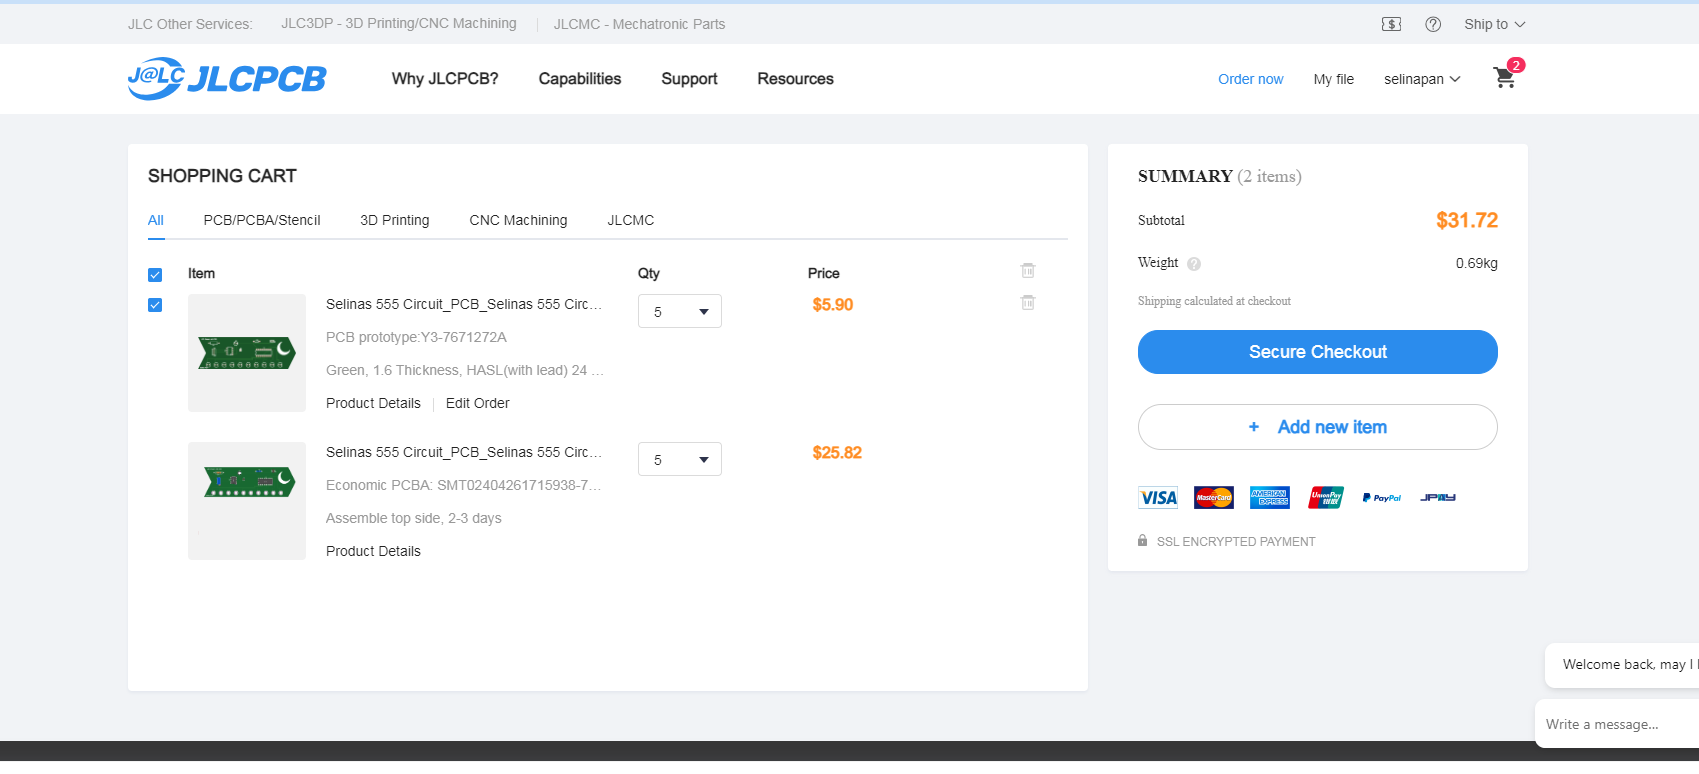 JLC Other Services: JLC3DP - 3D Printing/CNC Machining JLCMC - Mechatronic Parts $ ? Ship to
J@LC JLCPCB Why JLCPCB? Capabilities Support Resources Order now My file selinapan 2
SHOPPING CART
All PCB/PCBA/Stencil 3D Printing CNC Machining JLCMC
Item Qty Price
Selinas 555 Circuit_PCB_Selinas 555 Circ... 5 $5.90
PCB prototype:Y3-7671272A
Green, 1.6 Thickness, HASL(with lead) 24 ...
Product Details Edit Order
Selinas 555 Circuit_PCB_Selinas 555 Circ... 5 $25.82
Economic PCBA: SMT02404261715938-7...
Assemble top side, 2-3 days
Product Details
SUMMARY (2 items)
Subtotal $31.72
Weight ? 0.69kg
Shipping calculated at checkout
Secure Checkout
+ Add new item
VISA MasterCard AMERICAN EXPRESS UnionPay 银联 PayPal JPAY
SSL ENCRYPTED PAYMENT
Welcome back, may I
Write a message...